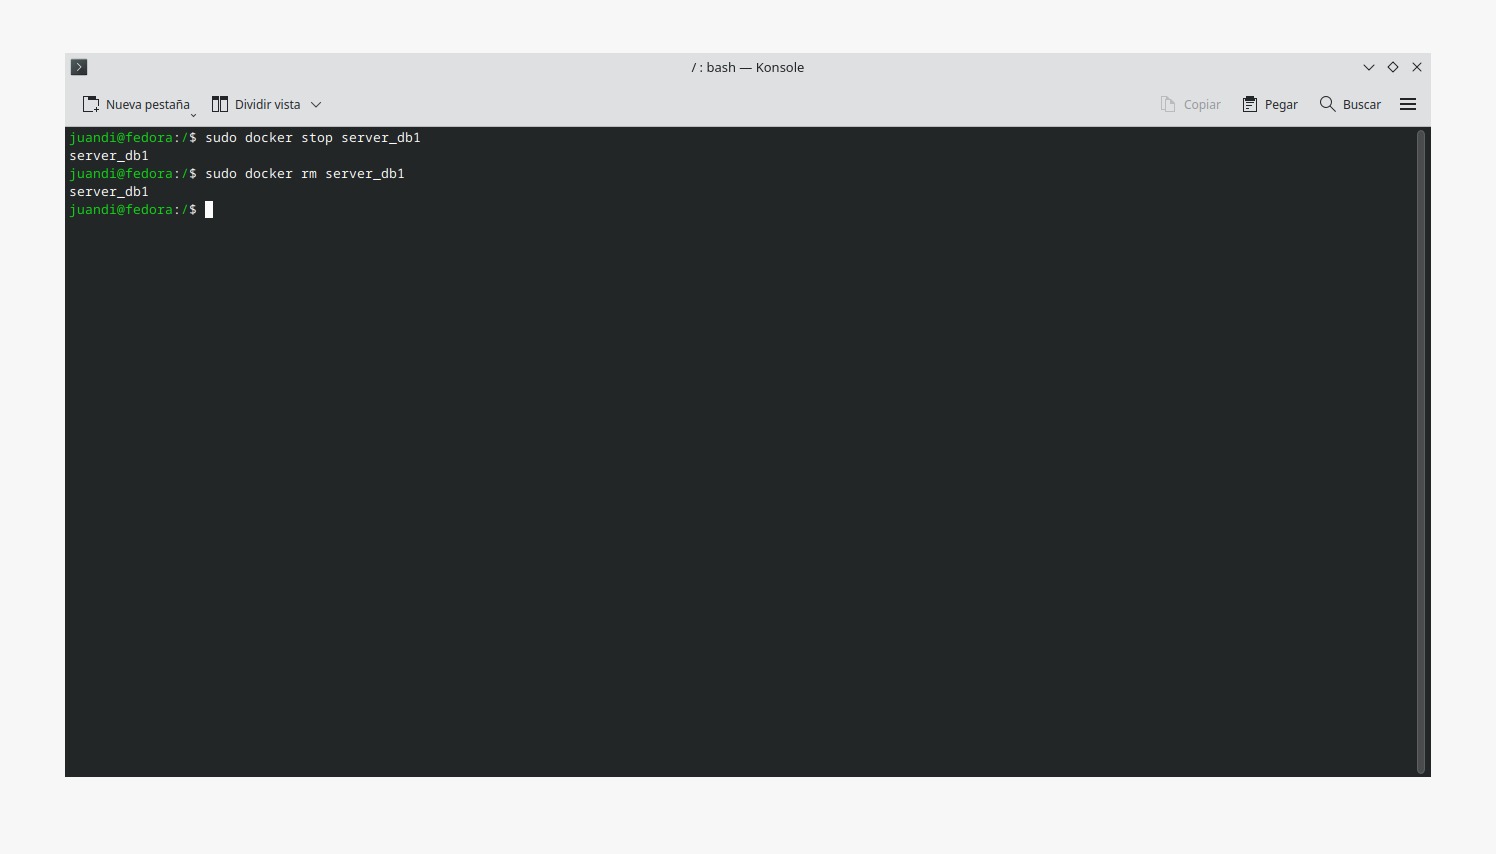 / : bash — Konsole
Nueva pestaña Dividir vista Copiar Pegar Buscar
juandi@fedora:/$ sudo docker stop server_db1
server_db1
juandi@fedora:/$ sudo docker rm server_db1
server_db1
juandi@fedora:/$